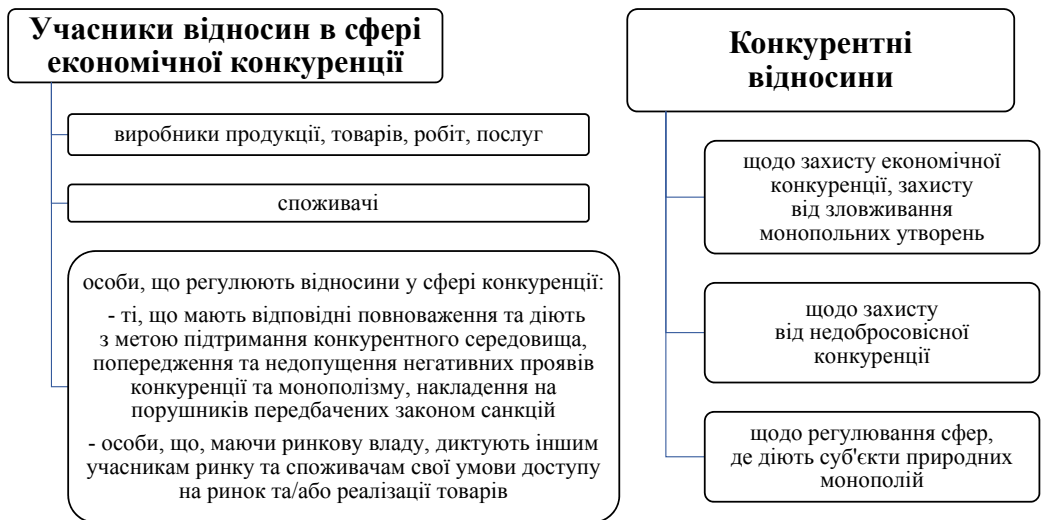 Учасники відносин в сфері
економічної конкуренції
виробники продукції, товарів, робіт, послуг
споживачі
особи, що регулюють відносини у сфері конкуренції:
- ті, що мають відповідні повноваження та діють
з метою підтримання конкурентного середовища,
попередження та недопущення негативних проявів
конкуренції та монополізму, накладення на
порушників передбачених законом санкцій
- особи, що, маючи ринкову владу, диктують іншим
учасникам ринку та споживачам свої умови доступу
на ринок та/або реалізації товарів
Конкурентні
відносини
щодо захисту економічної
конкуренції, захисту
від зловживання
монопольних утворень
щодо захисту
від недобросовісної
конкуренції
щодо регулювання сфер,
де діють суб'єкти природних
монополій